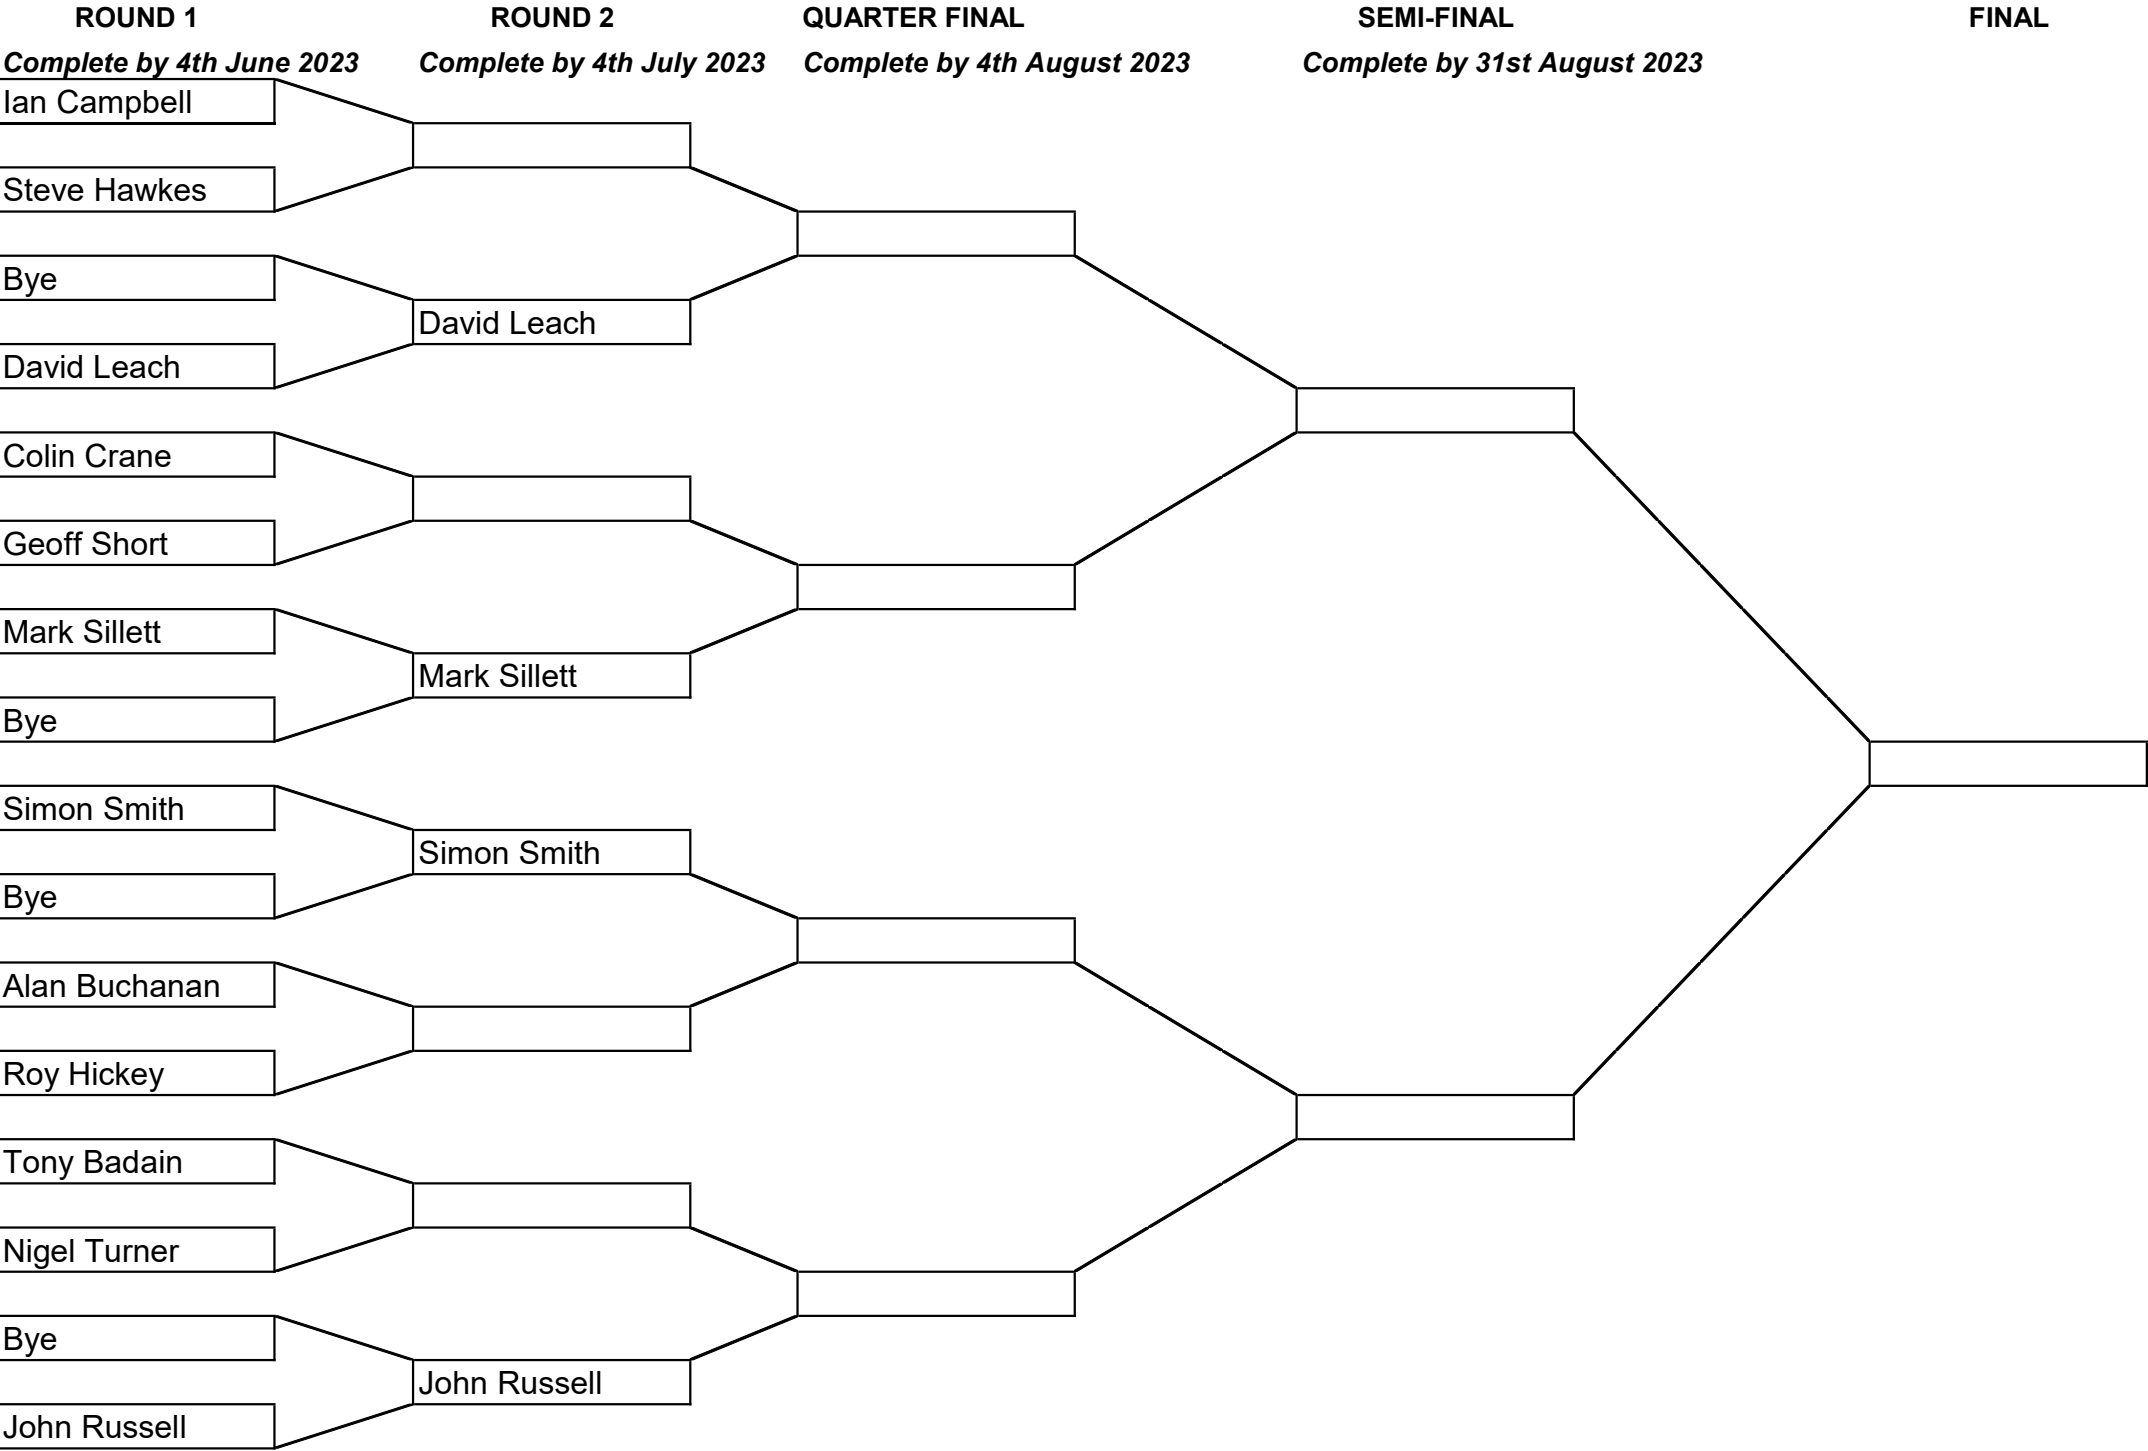 ROUND 1 ROUND 2 QUARTER FINAL SEMI-FINAL FINAL
Complete by 4th June 2023 Complete by 4th July 2023 Complete by 4th August 2023 Complete by 31st August 2023
Ian Campbell
Steve Hawkes
Bye
David Leach
David Leach
Colin Crane
Geoff Short
Mark Sillett
Mark Sillett
Bye
Simon Smith
Simon Smith
Bye
Alan Buchanan
Roy Hickey
Tony Badain
Nigel Turner
Bye
John Russell
John Russell